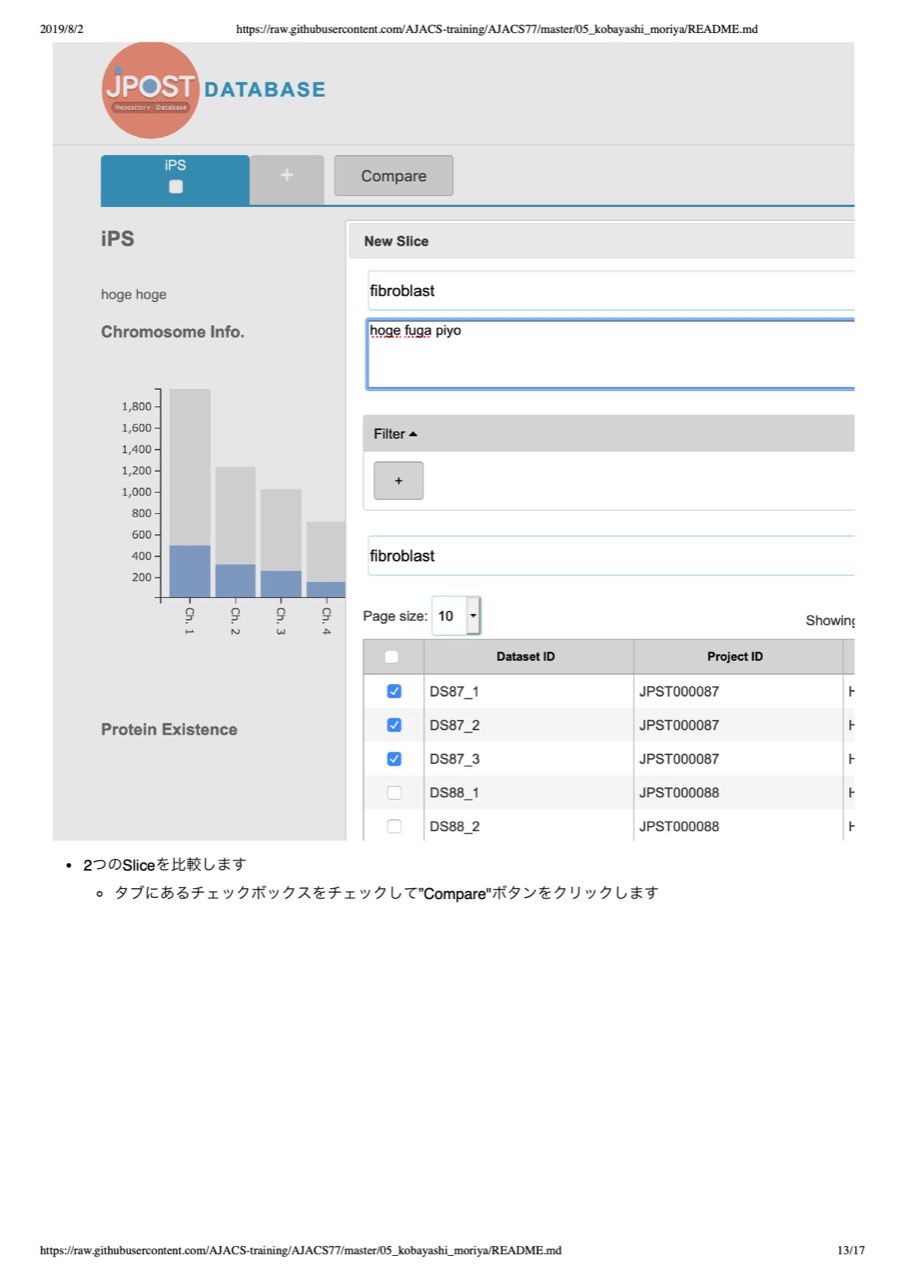 2019/8/2
https://raw.githubusercontent.com/AJACS-training/AJACS77/master/05_kobayashi_moriya/README.md
jPOST DATABASE
Repository / Database
iPS
+
Compare
iPS
hoge hoge
Chromosome Info.
1,800
1,600
1,400
1,200
1,000
800
600
400
200
Ch. 1
Ch. 2
Ch. 3
Ch. 4
Protein Existence
New Slice
fibroblast
hoge fuga piyo
Filter
+
fibroblast
Page size: 10
Showing
Dataset ID Project ID
DS87_1 JPST000087 H
DS87_2 JPST000087 H
DS87_3 JPST000087 H
DS88_1 JPST000088 H
DS88_2 JPST000088 H
2つのSliceを比較します
タブにあるチェックボックスをチェックして"Compare"ボタンをクリックします
https://raw.githubusercontent.com/AJACS-training/AJACS77/master/05_kobayashi_moriya/README.md
13/17